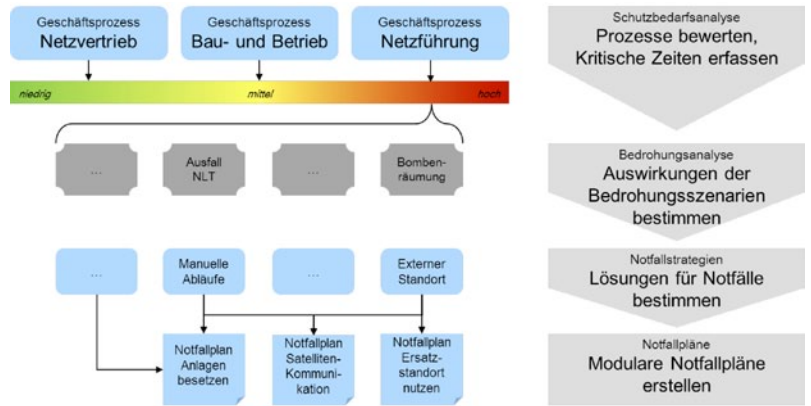 Geschäftsprozess
Netzvertrieb
Geschäftsprozess
Bau- und Betrieb
Geschäftsprozess
Netzführung
Schutzbedarfsanalyse
Prozesse bewerten,
Kritische Zeiten erfassen
niedrig
mittel
hoch
...
Ausfall
NLT
...
Bomben-
räumung
Bedrohungsanalyse
Auswirkungen der
Bedrohungsszenarien
bestimmen
...
Manuelle
Abläufe
...
Externer
Standort
Notfallstrategien
Lösungen für Notfälle
bestimmen
Notfallplan
Anlagen
besetzen
Notfallplan
Satelliten-
Kommuni-
kation
Notfallplan
Ersatz-
standort
nutzen
Notfallpläne
Modulare Notfallpläne
erstellen